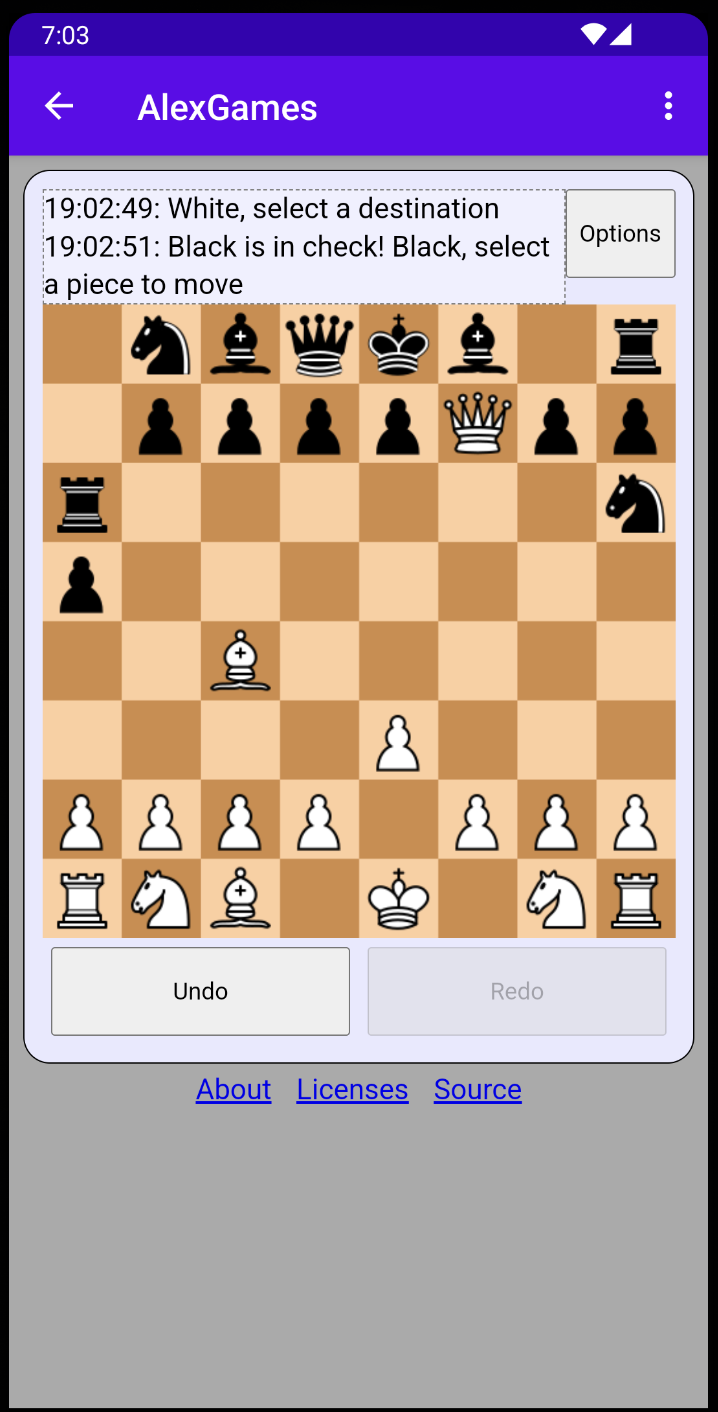 7:03
AlexGames
19:02:49: White, select a destination
19:02:51: Black is in check! Black, select
a piece to move
Options
Undo
Redo
About
Licenses
Source